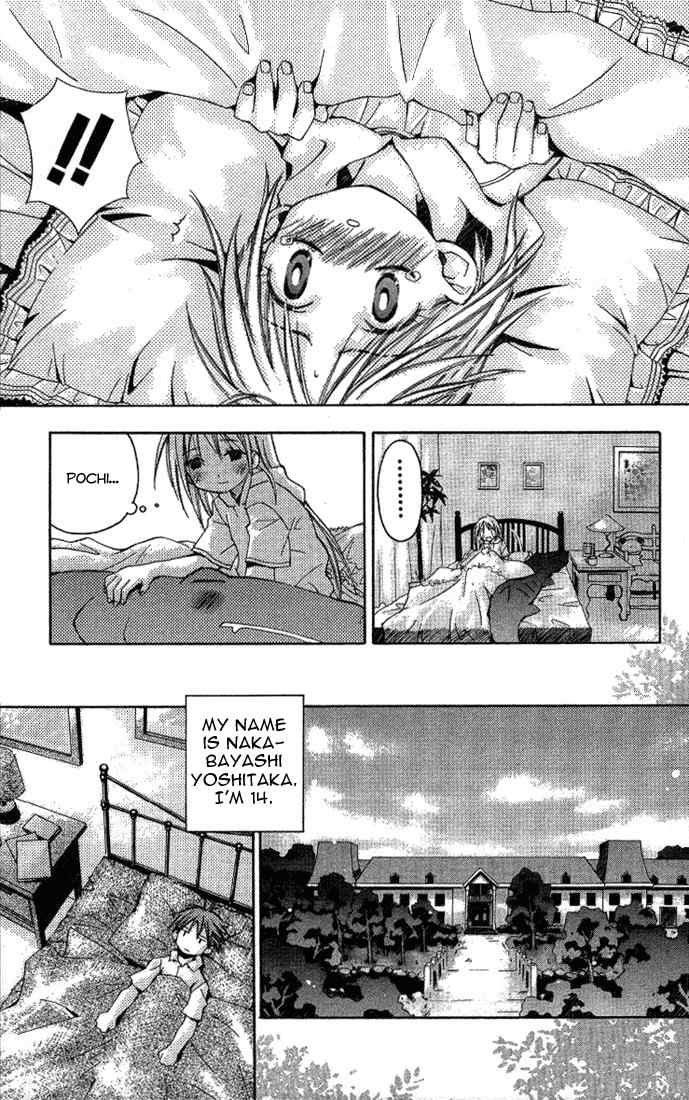 !!
.......
POCHI...
MY NAME
IS NAKA-
BAYASHI
YOSHITAKA.
I'M 14.